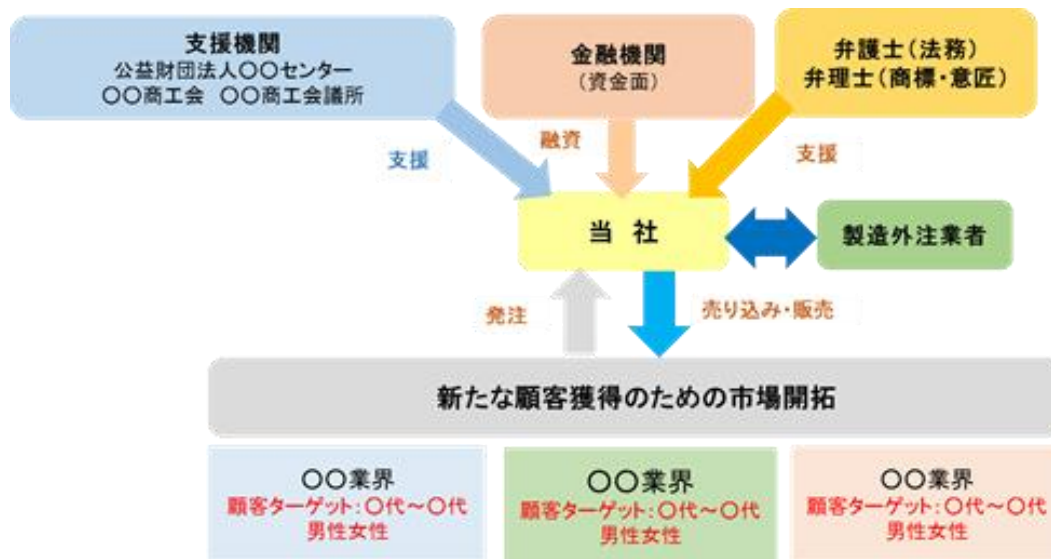 支援機関
公益財団法人〇〇センター
〇〇商工会 〇〇商工会議所
金融機関
(資金面)
弁護士(法務)
弁理士(商標・意匠)
支援
融資
支援
当 社
製造外注業者
発注
売り込み・販売
新たな顧客獲得のための市場開拓
〇〇業界
顧客ターゲット:〇代~〇代
男性女性
〇〇業界
顧客ターゲット:〇代~〇代
男性女性
〇〇業界
顧客ターゲット:〇代~〇代
男性女性